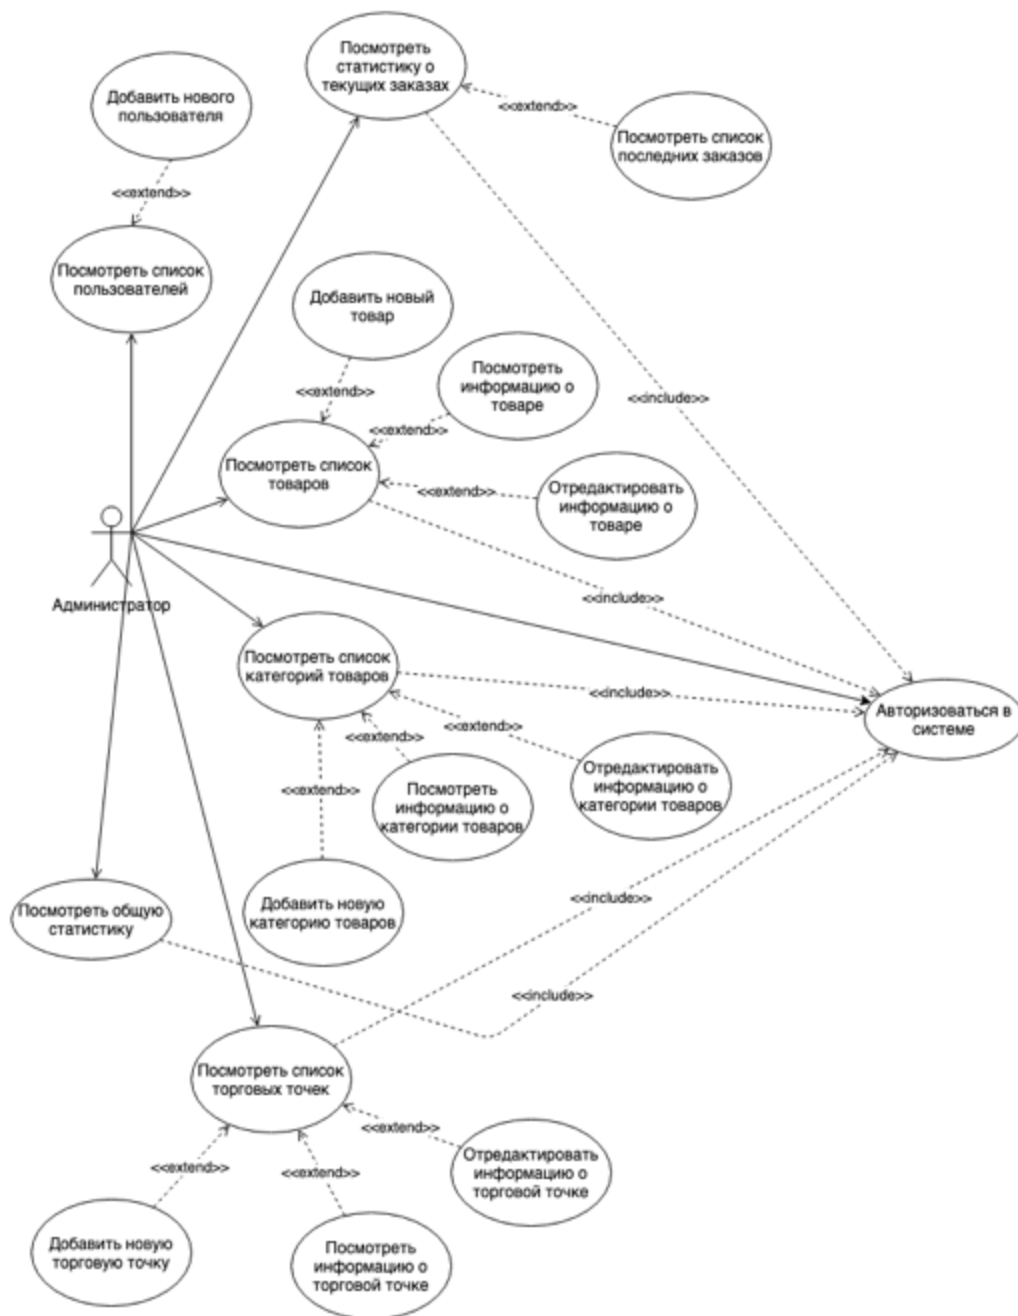 Посмотреть
статистику о
текущих заказах
Добавить нового
пользователя
<<extend>>
Посмотреть список
последних заказов
<<extend>>
Посмотреть список
пользователей
Добавить новый
товар
Посмотреть
информацию о
товаре
<<extend>>
<<include>>
<<extend>>
Посмотреть список
товаров
<<extend>>
Отредактировать
информацию о
товаре
Администратор
<<include>>
Посмотреть список
категорий товаров
<<include>>
Авторизоваться в
системе
<<extend>>
<<extend>>
Отредактировать
информацию о
категории товаров
<<extend>>
Посмотреть
информацию о
категории товаров
Добавить новую
категорию товаров
<<include>>
Посмотреть общую
статистику
<<include>>
Посмотреть список
торговых точек
<<extend>>
Отредактировать
информацию о
торговой точке
<<extend>>
<<extend>>
Добавить новую
торговую точку
Посмотреть
информацию о
торговой точке